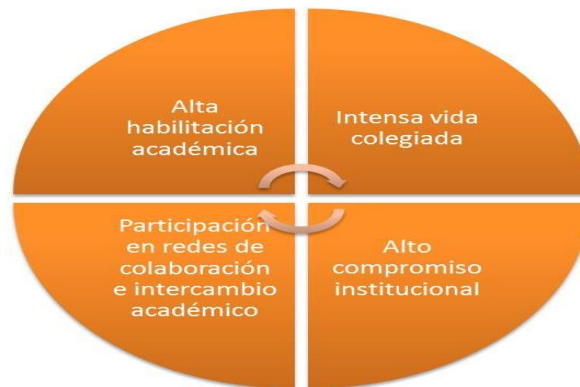 Alta
habilitación
académica
Intensa vida
colegiada
Participación
en redes de
colaboración
e intercambio
académico
Alto
compromiso
institucional